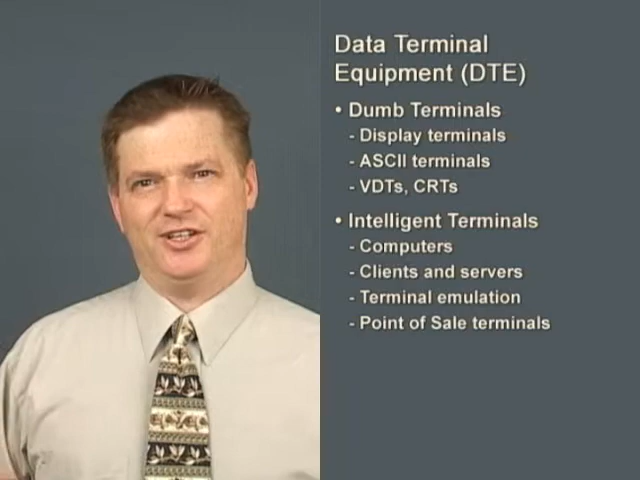 Data Terminal
Equipment (DTE)
• Dumb Terminals
- Display terminals
- ASCII terminals
- VDTs, CRTs
• Intelligent Terminals
- Computers
- Clients and servers
- Terminal emulation
- Point of Sale terminals